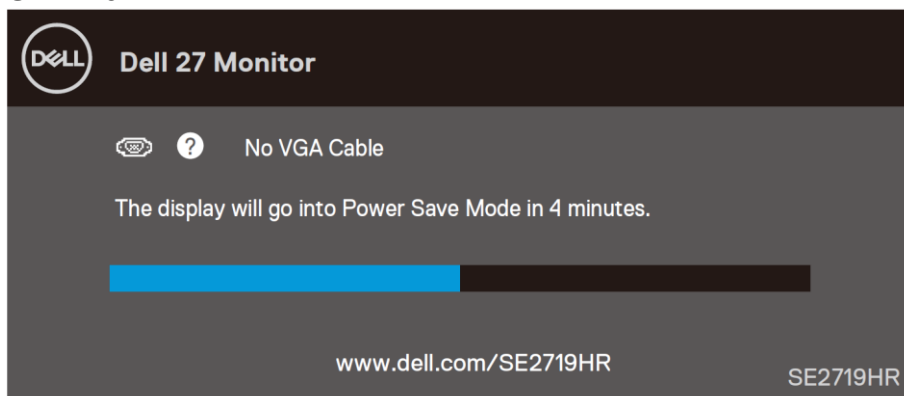 DELL
Dell 27 Monitor
? No VGA Cable
The display will go into Power Save Mode in 4 minutes.
www.dell.com/SE2719HR
SE2719HR